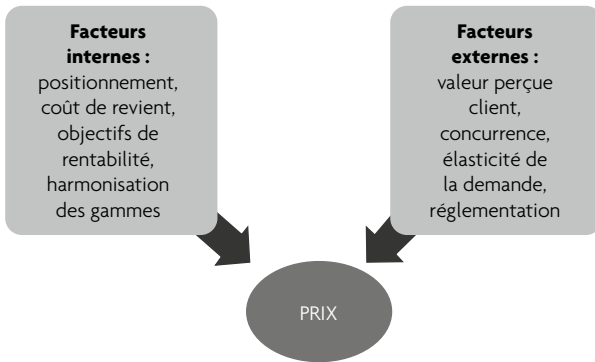 Facteurs
internes :
positionnement,
coût de revient,
objectifs de
rentabilité,
harmonisation
des gammes
Facteurs
externes :
valeur perçue
client,
concurrence,
élasticité de
la demande,
réglementation
PRIX